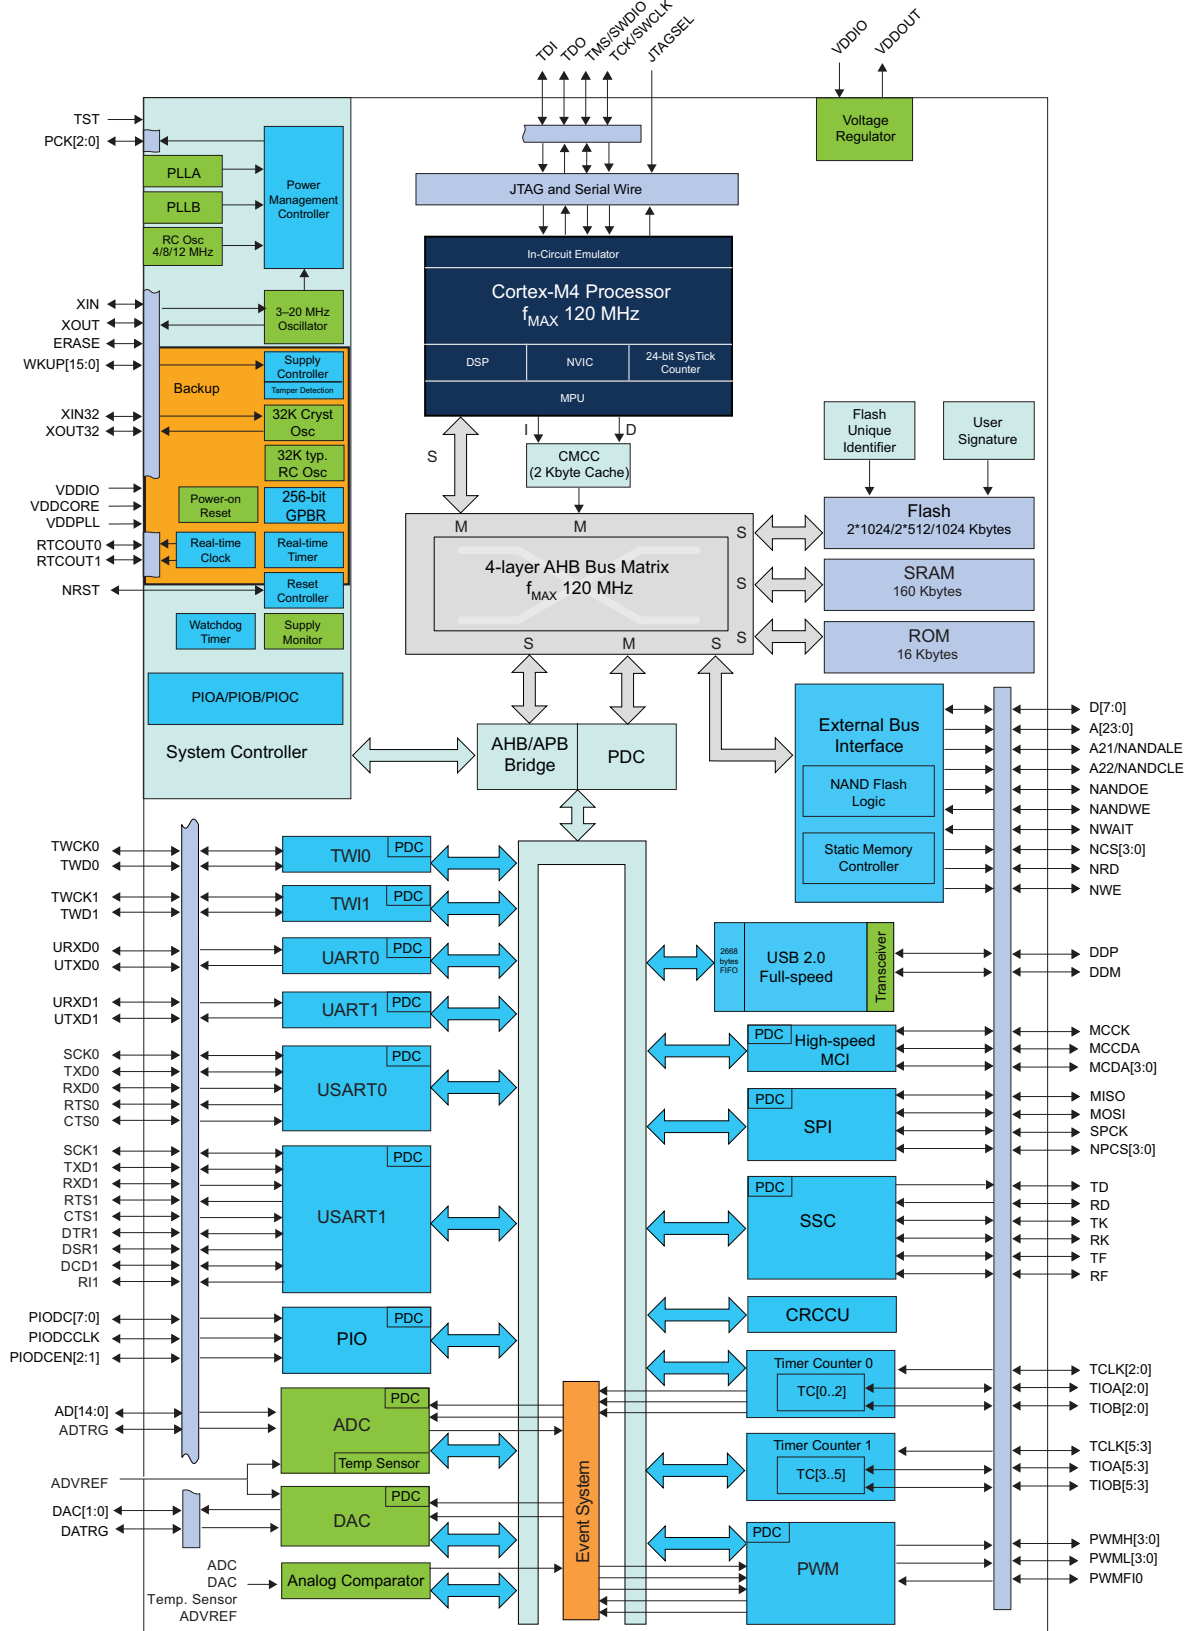 TDI
TDO
TMS/SWDIO
TCK/SWCLK
JTAGSEL
VDDIO
VDDOUT
TST
PCK[2:0]
PLLA
PLLB
RC Osc
4/8/12 MHz
Power
Management
Controller
Voltage
Regulator
JTAG and Serial Wire
In-Circuit Emulator
Cortex-M4 Processor
fMAX 120 MHz
DSP
NVIC
24-bit SysTick
Counter
MPU
XIN
XOUT
ERASE
WKUP[15:0]
XIN32
XOUT32
VDDIO
VDDCORE
VDDPLL
RTCOUT0
RTCOUT1
NRST
3–20 MHz
Oscillator
Backup
Supply
Controller
Tamper Detection
32K Cryst
Osc
32K typ.
RC Osc
Power-on
Reset
256-bit
GPBR
Real-time
Clock
Real-time
Timer
Reset
Controller
Watchdog
Timer
Supply
Monitor
PIOA/PIOB/PIOC
System Controller
S
I
D
CMCC
(2 Kbyte Cache)
Flash
Unique
Identifier
User
Signature
M
M
S
4-layer AHB Bus Matrix
fMAX 120 MHz
S
S
S
M
S
Flash
2*1024/2*512/1024 Kbytes
SRAM
160 Kbytes
ROM
16 Kbytes
AHB/APB
Bridge
PDC
External Bus
Interface
NAND Flash
Logic
Static Memory
Controller
D[7:0]
A[23:0]
A21/NANDALE
A22/NANDCLE
NANDOE
NANDWE
NWAIT
NCS[3:0]
NRD
NWE
TWCK0
TWD0
TWI0
PDC
TWCK1
TWD1
TWI1
PDC
URXD0
UTXD0
UART0
PDC
URXD1
UTXD1
UART1
PDC
SCK0
TXD0
RXD0
RTS0
CTS0
USART0
PDC
SCK1
TXD1
RXD1
RTS1
CTS1
DTR1
DSR1
DCD1
RI1
USART1
PDC
PIODC[7:0]
PIODCCLK
PIODCEN[2:1]
PIO
PDC
AD[14:0]
ADTRG
ADC
PDC
Temp Sensor
ADVREF
DAC[1:0]
DATRG
DAC
PDC
ADC
DAC
Temp. Sensor
ADVREF
Analog Comparator
Event System
2668
bytes
FIFO
USB 2.0
Full-speed
Transceiver
DDP
DDM
PDC
High-speed
MCI
MCCK
MCCDA
MCDA[3:0]
PDC
SPI
MISO
MOSI
SPCK
NPCS[3:0]
PDC
SSC
TD
RD
TK
RK
TF
RF
CRCCU
Timer Counter 0
TC[0..2]
TCLK[2:0]
TIOA[2:0]
TIOB[2:0]
Timer Counter 1
TC[3..5]
TCLK[5:3]
TIOA[5:3]
TIOB[5:3]
PDC
PWM
PWMH[3:0]
PWML[3:0]
PWMFI0